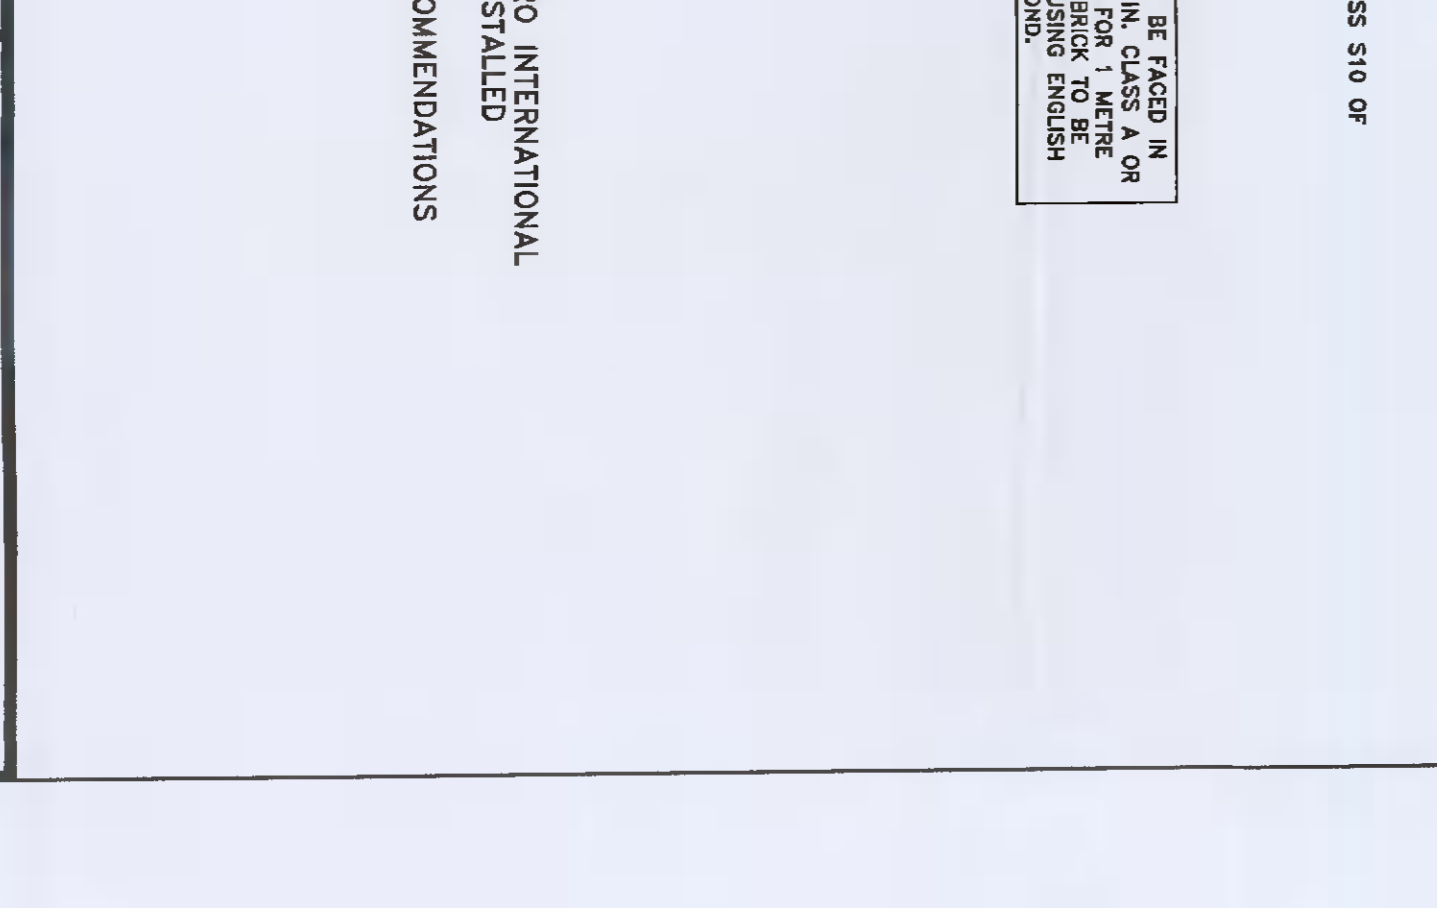 SS S10 OF
BE FACED IN
IN. CLASS A OR
FOR 1 METRE
BRICK TO BE
USING ENGLISH
OND.
RO INTERNATIONAL
STALLED
OMMENDATIONS